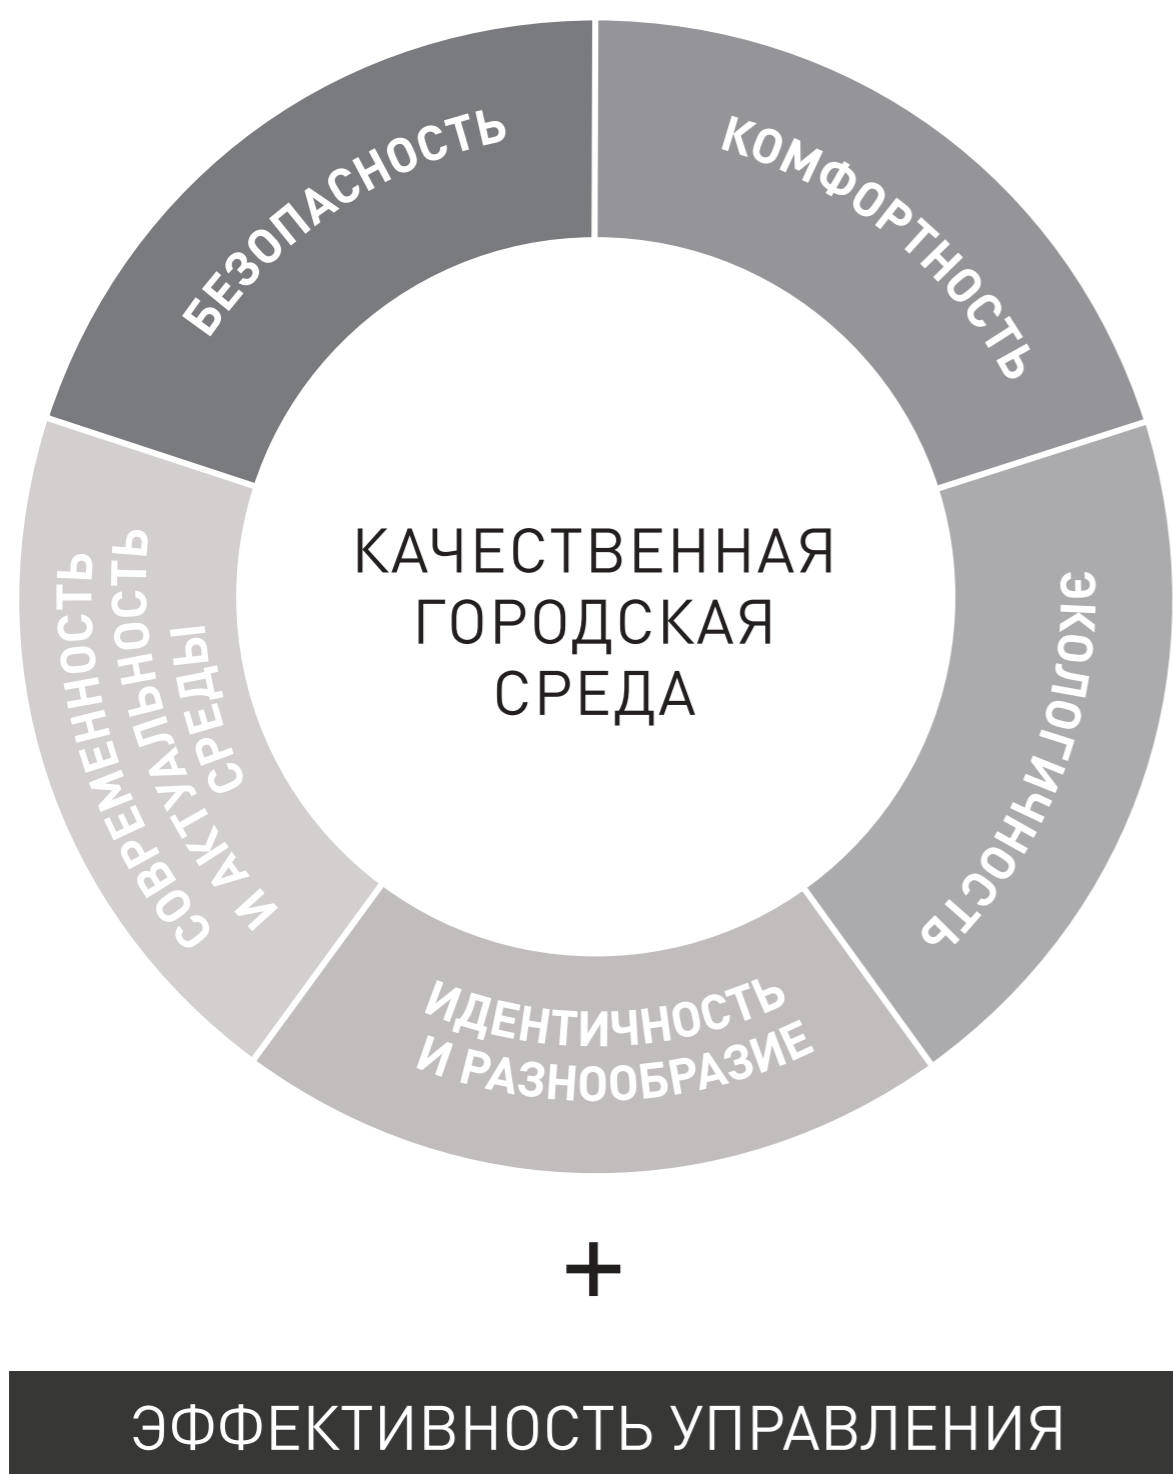 БЕЗОПАСНОСТЬ
КОМФОРТНОСТЬ
ЭКОЛОГИЧНОСТЬ
ИДЕНТИЧНОСТЬ
И РАЗНООБРАЗИЕ
СОВРЕМЕННОСТЬ
И АКТУАЛЬНОСТЬ
СРЕДЫ
КАЧЕСТВЕННАЯ
ГОРОДСКАЯ
СРЕДА
+
ЭФФЕКТИВНОСТЬ УПРАВЛЕНИЯ